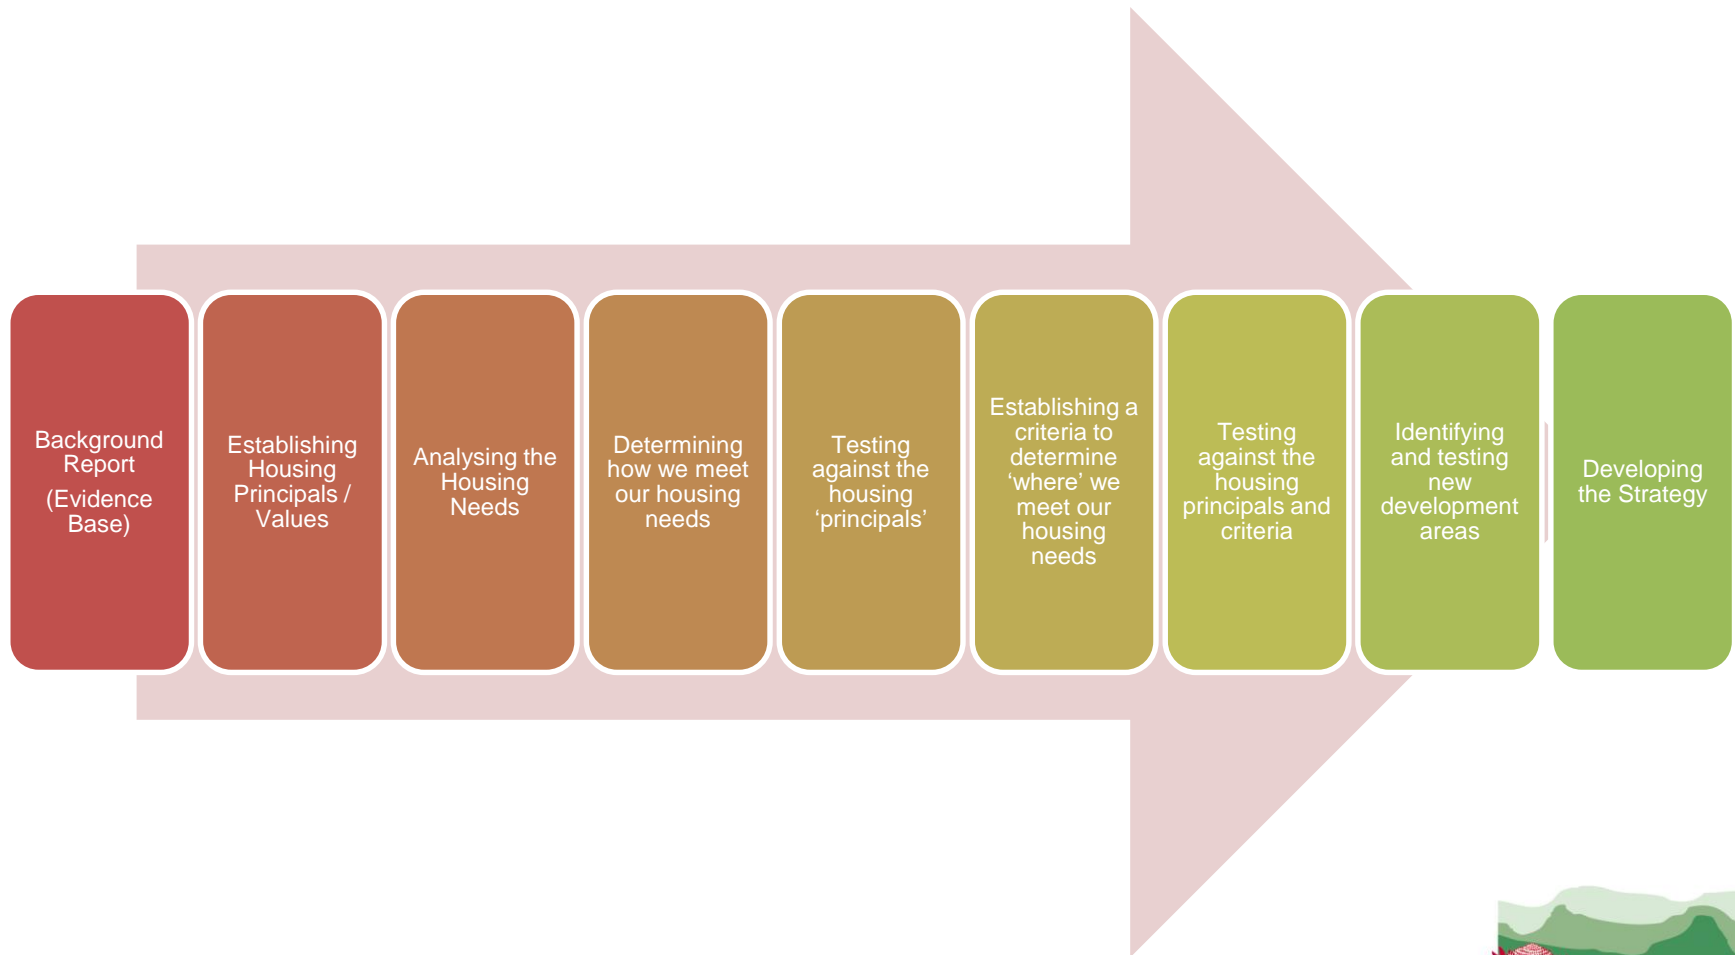 Background
Report
(Evidence
Base)
Establishing
Housing
Principals /
Values
Analysing the
Housing
Needs
Determining
how we meet
our housing
needs
Testing
against the
housing
‘principals’
Establishing a
criteria to
determine
‘where’ we
meet our
housing
needs
Testing
against the
housing
principals and
criteria
Identifying
and testing
new
development
areas
Developing
the Strategy